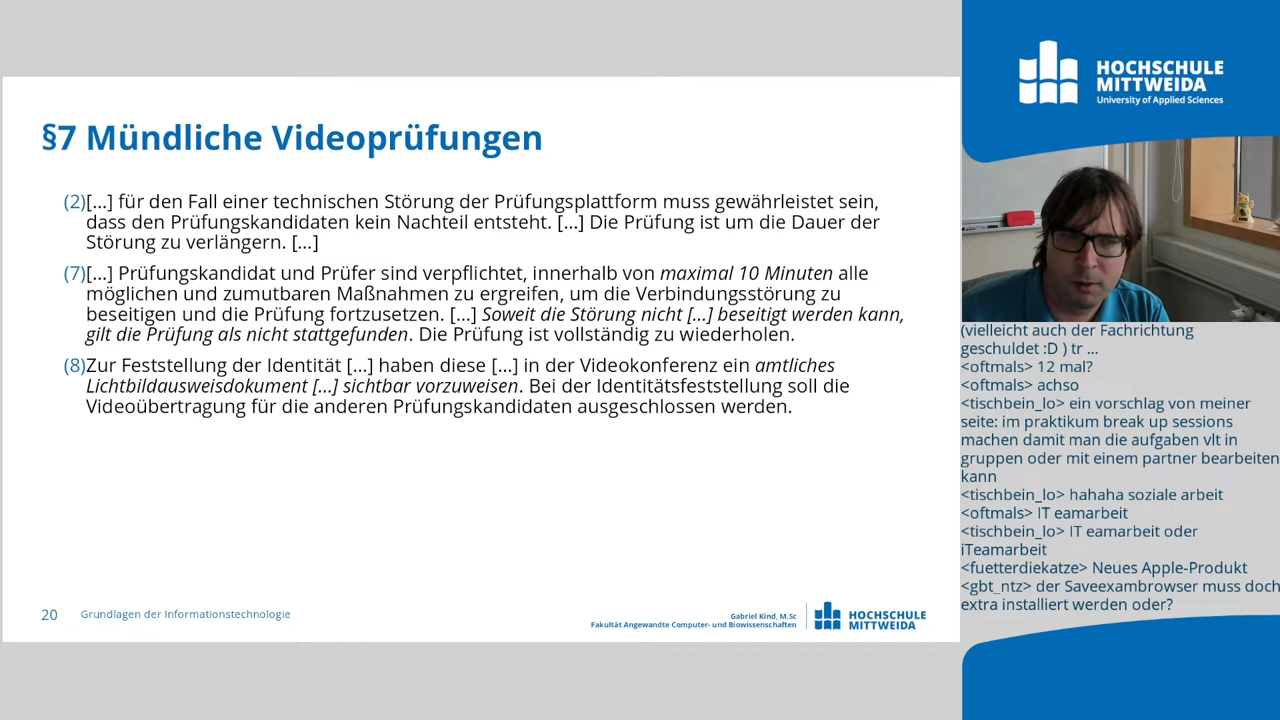 §7 Mündliche Videoprüfungen
(2)[...] für den Fall einer technischen Störung der Prüfungsplattform muss gewährleistet sein,
dass den Prüfungskandidaten kein Nachteil entsteht. [...] Die Prüfung ist um die Dauer der
Störung zu verlängern. [...]
(7)[...] Prüfungskandidat und Prüfer sind verpflichtet, innerhalb von maximal 10 Minuten alle
möglichen und zumutbaren Maßnahmen zu ergreifen, um die Verbindungsstörung zu
beseitigen und die Prüfung fortzusetzen. [...] Soweit die Störung nicht [...] beseitigt werden kann,
gilt die Prüfung als nicht stattgefunden. Die Prüfung ist vollständig zu wiederholen.
(8)Zur Feststellung der Identität [...] haben diese [...] in der Videokonferenz ein amtliches
Lichtbildausweisdokument [...] sichtbar vorzuweisen. Bei der Identitätsfeststellung soll die
Videoübertragung für die anderen Prüfungskandidaten ausgeschlossen werden.
20 Grundlagen der Informationstechnologie
Gabriel Kind, M.Sc
Fakultät Angewandte Computer- und Biowissenschaften
HOCHSCHULE
MITTWEIDA
HOCHSCHULE
MITTWEIDA
University of Applied Sciences
(vielleicht auch der Fachrichtung
geschuldet :D ) tr ...
<oftmals> 12 mal?
<oftmals> achso
<tischbein_lo> ein vorschlag von meiner
seite: im praktikum break up sessions
machen damit man die aufgaben vlt in
gruppen oder mit einem partner bearbeiten
kann
<tischbein_lo> hahaha soziale arbeit
<oftmals> IT eamarbeit
<tischbein_lo> IT eamarbeit oder
iTeamarbeit
<fuetterdiekatze> Neues Apple-Produkt
<gbt_ntz> der Saveexambrowser muss doch
extra installiert werden oder?